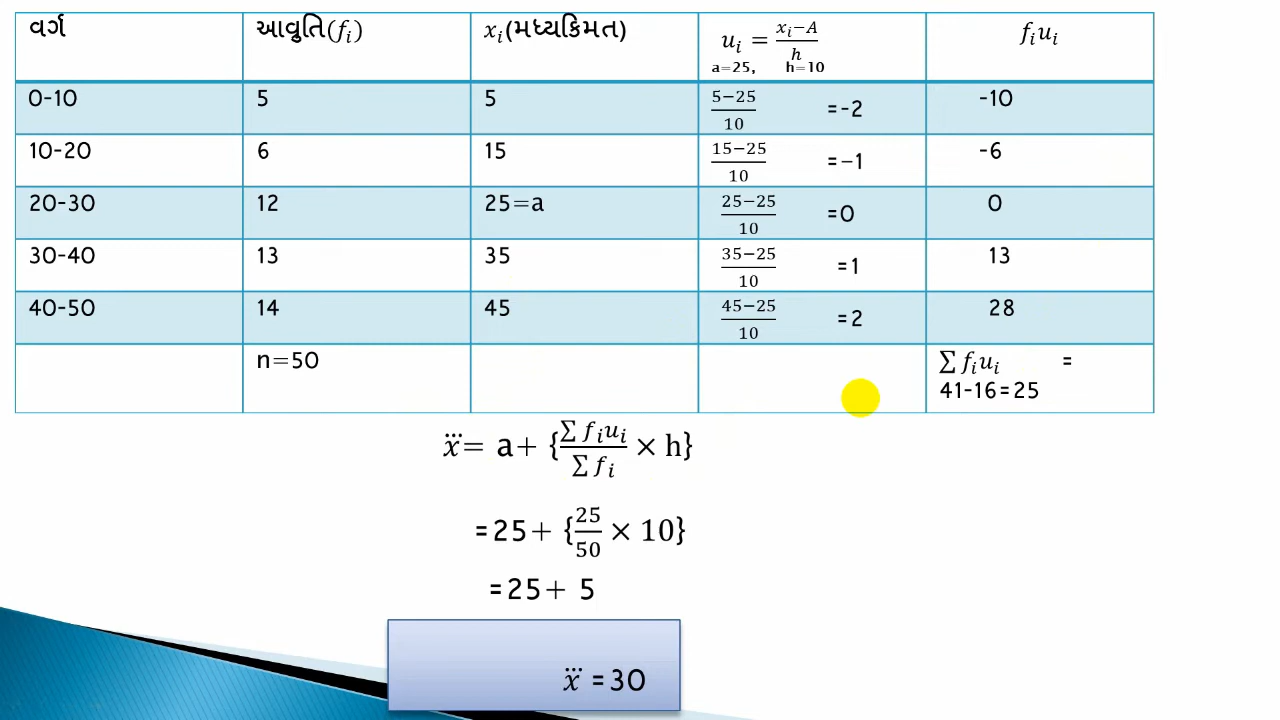 વર્ગ આવૃતિ(fᵢ) xᵢ(મધ્યકિમત) uᵢ = (xᵢ−A)/h fᵢuᵢ
a=25, h=10
0-10 5 5 (5−25)/10 =-2 -10
10-20 6 15 (15−25)/10 =−1 -6
20-30 12 25=a (25−25)/10 =0 0
30-40 13 35 (35−25)/10 =1 13
40-50 14 45 (45−25)/10 =2 28
n=50 ∑ fᵢuᵢ =
41-16=25
x⃛= a+ {(∑ fᵢuᵢ)/(∑ fᵢ) × h}
=25+ {25/50 × 10}
=25+ 5
x⃛ =30